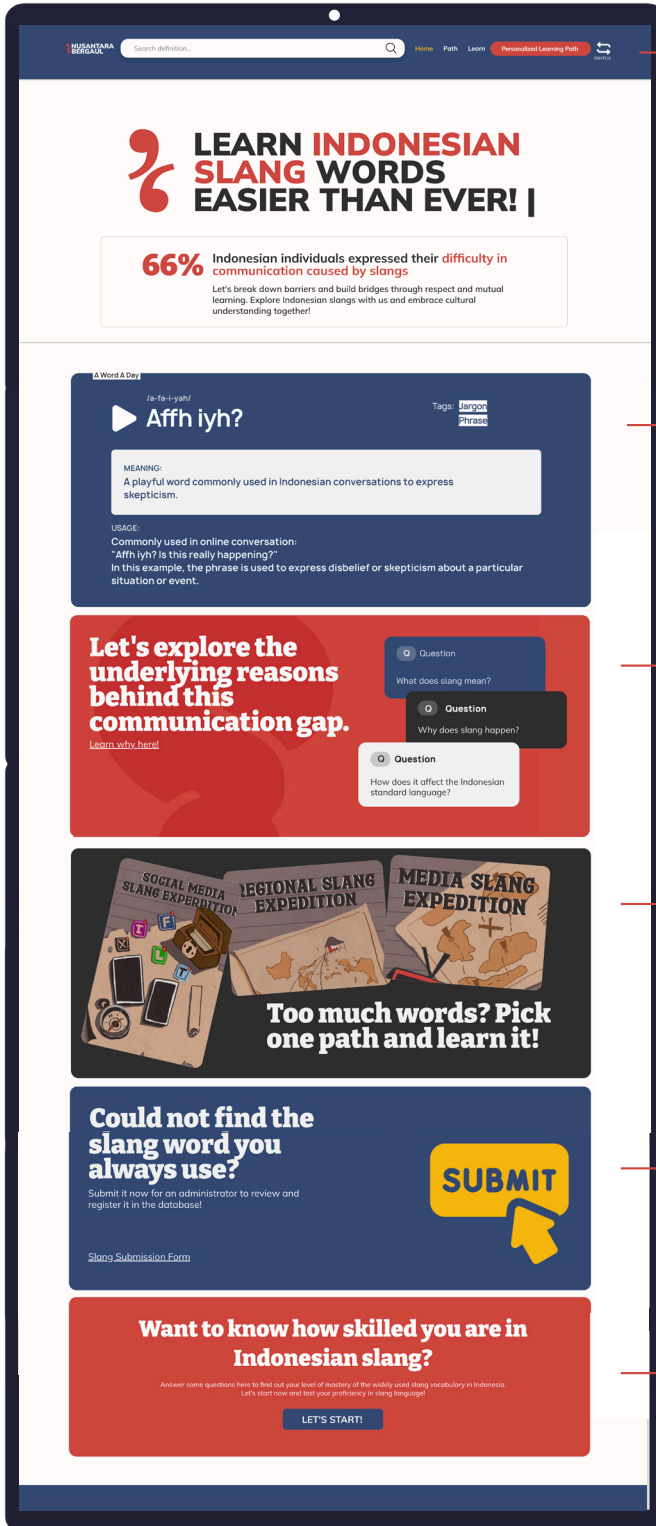 NUSANTARA
BERGAUL
Search definition...
Home Path Learn Personalized Learning Path
SWITCH
LEARN INDONESIAN
SLANG WORDS
EASIER THAN EVER! |
66%
Indonesian individuals expressed their difficulty in
communication caused by slangs
Let's break down barriers and build bridges through respect and mutual
learning. Explore Indonesian slangs with us and embrace cultural
understanding together!
A Word A Day
/a-fa-i-yah/
Affh iyh?
Tags: Jargon
Phrase
MEANING:
A playful word commonly used in Indonesian conversations to express
skepticism.
USAGE:
Commonly used in online conversation:
"Affh iyh? Is this really happening?"
In this example, the phrase is used to express disbelief or skepticism about a particular
situation or event.
Let's explore the
underlying reasons
behind this
communication gap.
Learn why here!
Q Question
What does slang mean?
Q Question
Why does slang happen?
Q Question
How does it affect the Indonesian
standard language?
SOCIAL MEDIA
SLANG EXPERDITION
REGIONAL SLANG
EXPEDITION
MEDIA SLANG
EXPEDITION
X
I
F
L
T
Too much words? Pick
one path and learn it!
Could not find the
slang word you
always use?
Submit it now for an administrator to review and
register it in the database!
Slang Submission Form
SUBMIT
Want to know how skilled you are in
Indonesian slang?
Answer some questions here to find out your level of mastery of the widely used slang vocabulary in Indonesia.
Let's start now and test your proficiency in slang language!
LET'S START!